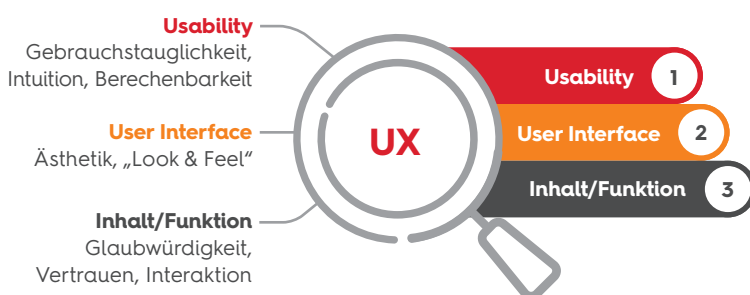 Usability
Gebrauchstauglichkeit,
Intuition, Berechenbarkeit
User Interface
Ästhetik, „Look & Feel“
Inhalt/Funktion
Glaubwürdigkeit,
Vertrauen, Interaktion
UX
Usability 1
User Interface 2
Inhalt/Funktion 3